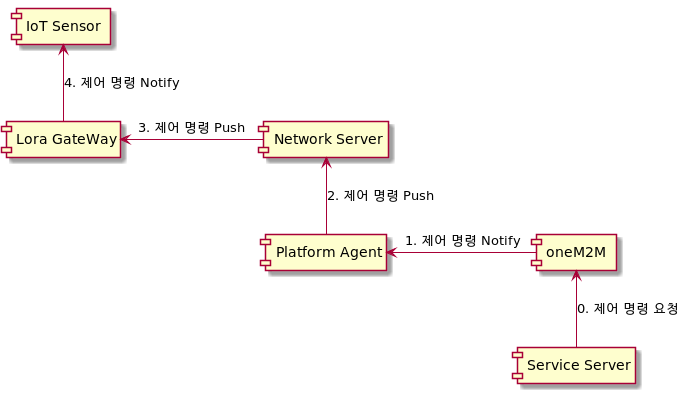 IoT Sensor
4. 제어 명령 Notify
Lora GateWay
3. 제어 명령 Push
Network Server
2. 제어 명령 Push
Platform Agent
1. 제어 명령 Notify
oneM2M
0. 제어 명령 요청
Service Server